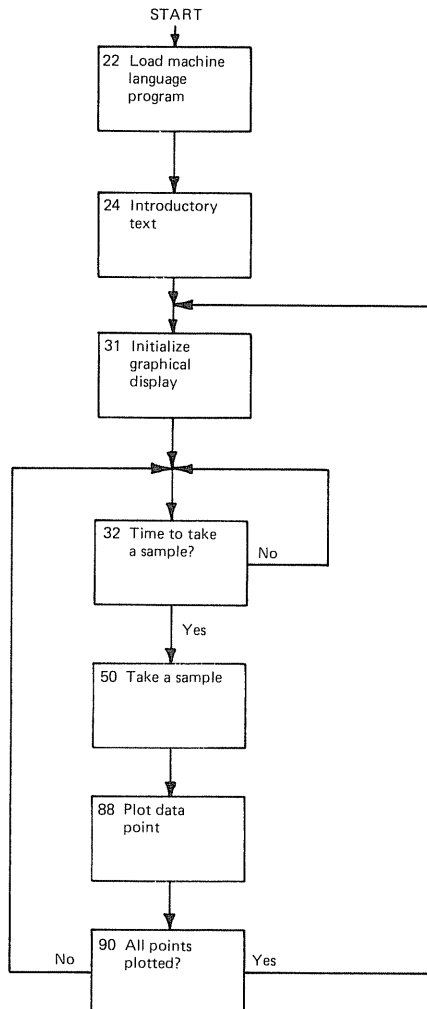 START
22 Load machine
language
program
24 Introductory
text
31 Initialize
graphical
display
32 Time to take
a sample?
No
Yes
50 Take a sample
88 Plot data
point
90 All points
plotted?
No
Yes